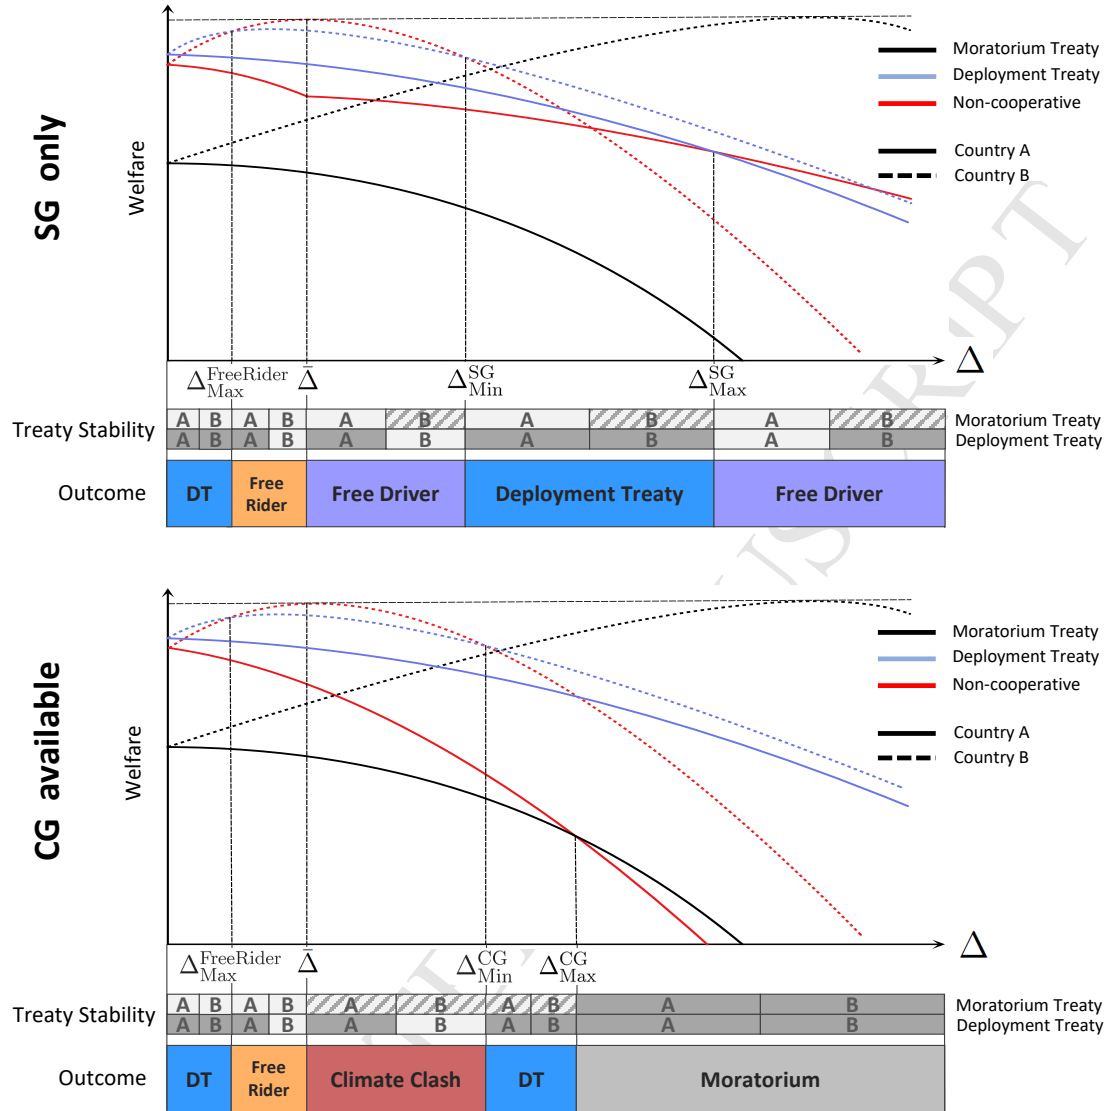 SG only
Welfare
Moratorium Treaty
Deployment Treaty
Non-cooperative
Country A
Country B
Δ
Δ^FreeRider_Max Δ̄ Δ^SG_Min Δ^SG_Max
Treaty Stability
A B A B A B A B A B Moratorium Treaty
A B A B A B A B A B Deployment Treaty
Outcome DT Free Rider Free Driver Deployment Treaty Free Driver
CG available
Welfare
Moratorium Treaty
Deployment Treaty
Non-cooperative
Country A
Country B
Δ
Δ^FreeRider_Max Δ̄ Δ^CG_Min Δ^CG_Max
Treaty Stability
A B A B A B A B A B Moratorium Treaty
A B A B A B A B A B Deployment Treaty
Outcome DT Free Rider Climate Clash DT Moratorium